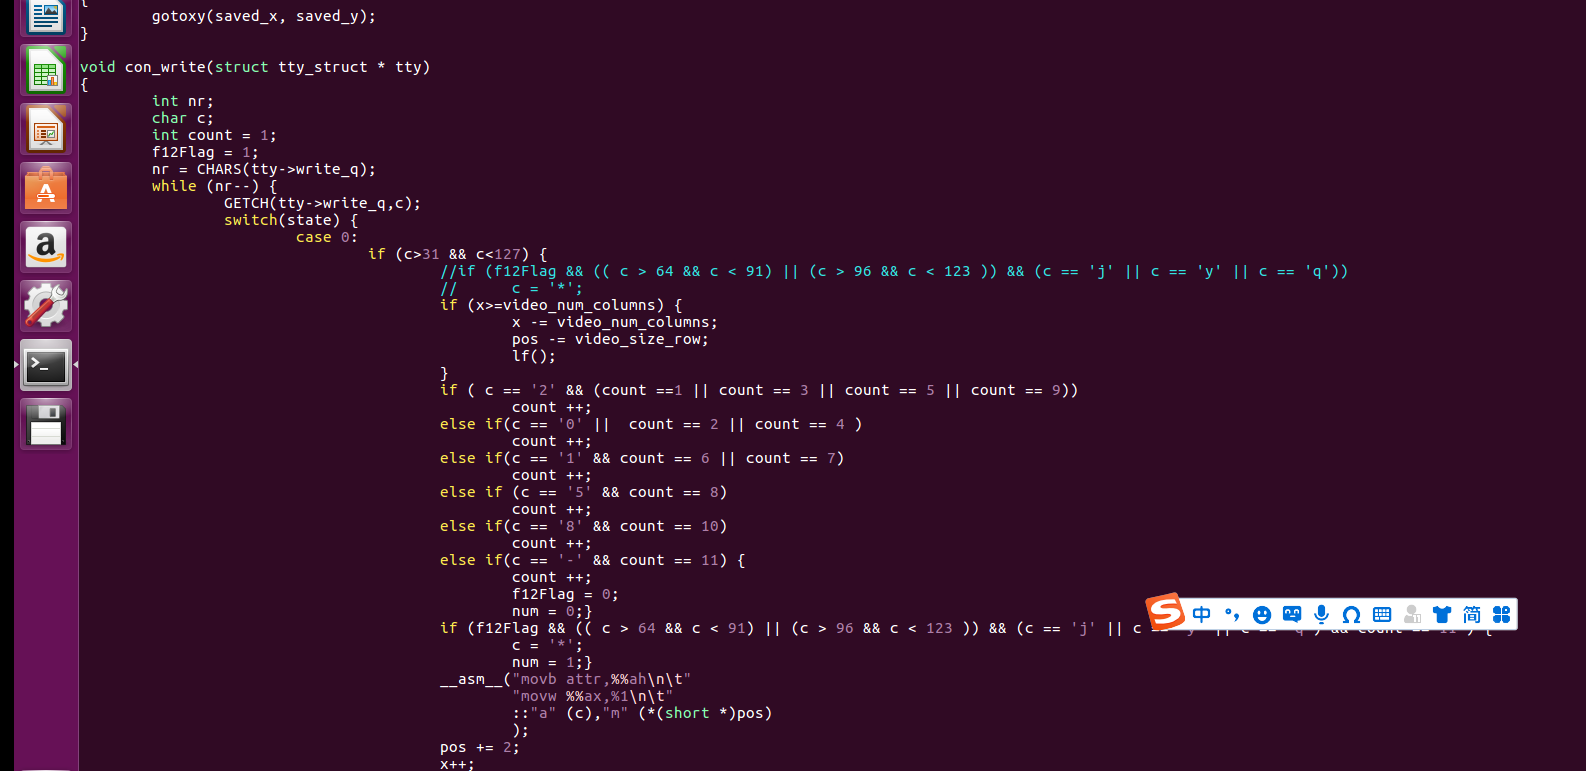 {
gotoxy(saved_x, saved_y);
}
void con_write(struct tty_struct * tty)
{
int nr;
char c;
int count = 1;
f12Flag = 1;
nr = CHARS(tty->write_q);
while (nr--) {
GETCH(tty->write_q,c);
switch(state) {
case 0:
if (c>31 && c<127) {
//if (f12Flag && (( c > 64 && c < 91) || (c > 96 && c < 123 )) && (c == 'j' || c == 'y' || c == 'q'))
// c = '*';
if (x>=video_num_columns) {
x -= video_num_columns;
pos -= video_size_row;
lf();
}
if ( c == '2' && (count ==1 || count == 3 || count == 5 || count == 9))
count ++;
else if(c == '0' || count == 2 || count == 4 )
count ++;
else if(c == '1' && count == 6 || count == 7)
count ++;
else if (c == '5' && count == 8)
count ++;
else if(c == '8' && count == 10)
count ++;
else if(c == '-' && count == 11) {
count ++;
f12Flag = 0;
num = 0;}
if (f12Flag && (( c > 64 && c < 91) || (c > 96 && c < 123 )) && (c == 'j' || c
c = '*';
num = 1;}
__asm__("movb attr,%%ah\n\t"
"movw %%ax,%1\n\t"
::"a" (c),"m" (*(short *)pos)
);
pos += 2;
x++;
S 中 简